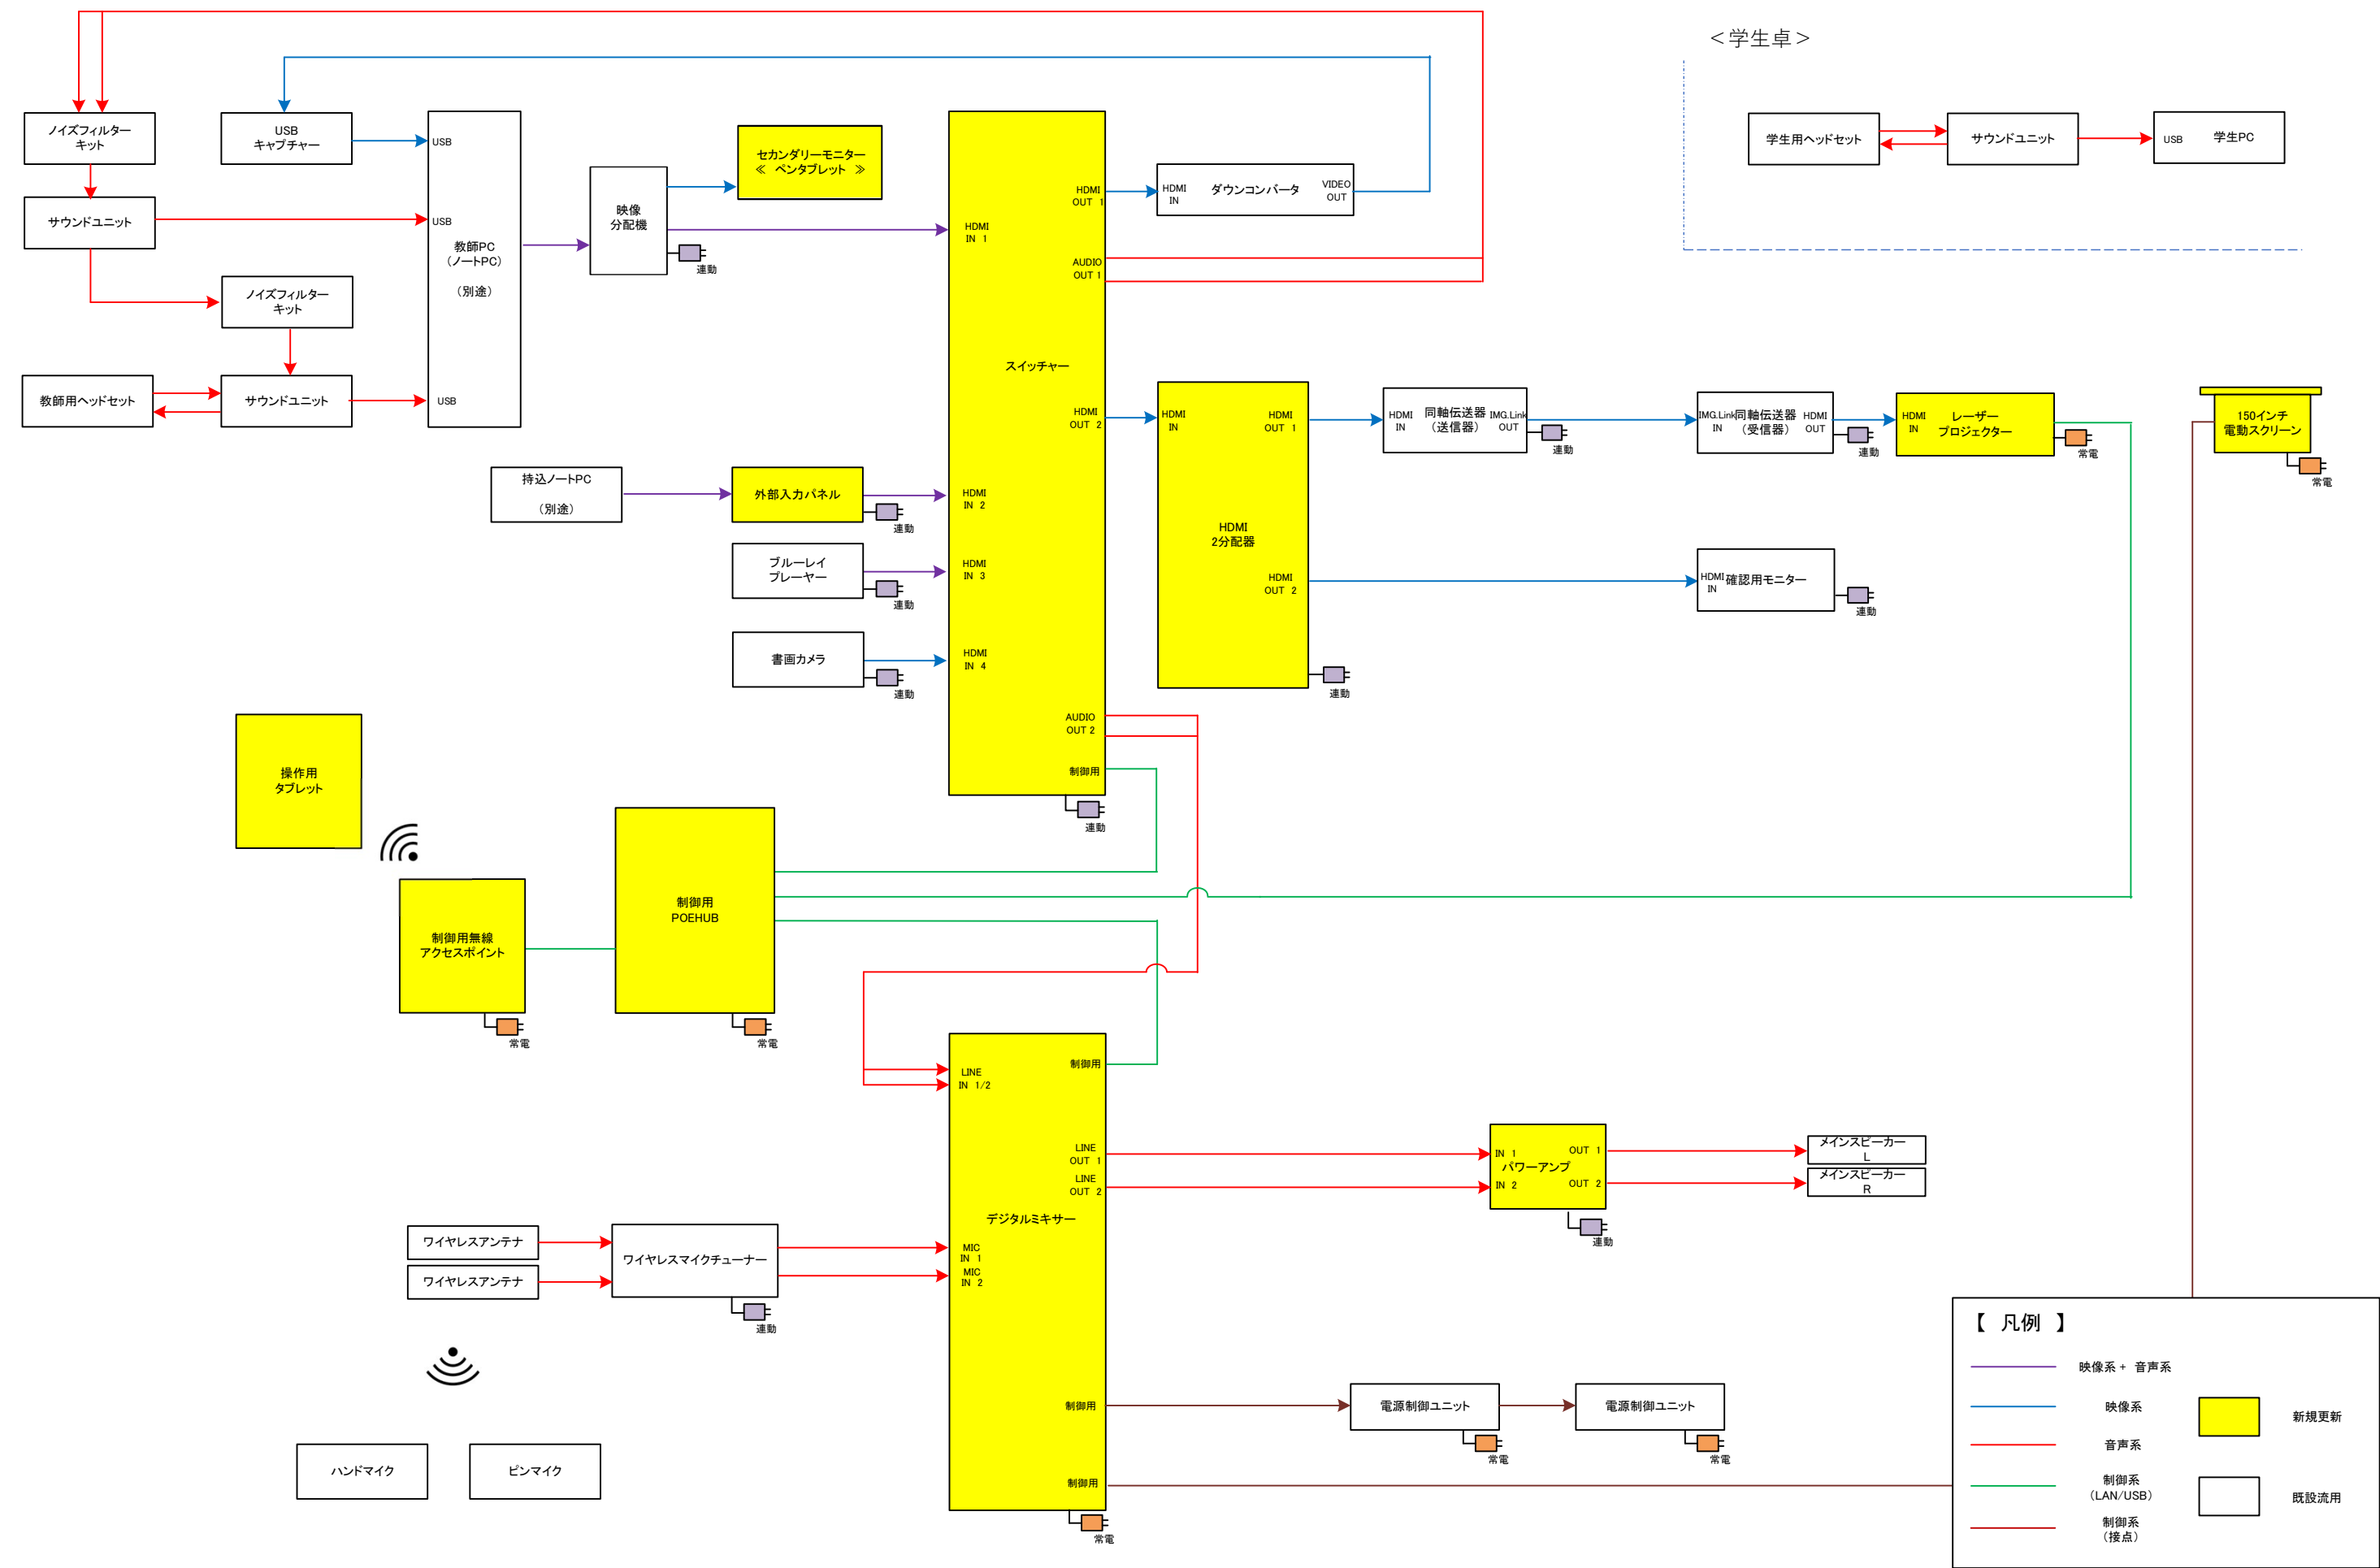 ＜学生卓＞
ノイズフィルター
キット
USB
キャプチャー
サウンドユニット
ノイズフィルター
キット
教師用ヘッドセット
サウンドユニット
USB
USB
教師PC
（ノートPC）
（別途）
USB
映像
分配機
連動
セカンダリーモニター
≪ ペンタブレット ≫
HDMI
IN 1
HDMI
OUT 1
AUDIO
OUT 1
スイッチャー
HDMI
OUT 2
HDMI
IN 2
HDMI
IN 3
HDMI
IN 4
AUDIO
OUT 2
制御用
連動
HDMI
IN
ダウンコンバータ
VIDEO
OUT
学生用ヘッドセット
サウンドユニット
USB
学生PC
持込ノートPC
（別途）
外部入力パネル
連動
ブルーレイ
プレーヤー
連動
書画カメラ
連動
HDMI
IN
HDMI
OUT 1
HDMI
2分配器
HDMI
OUT 2
連動
HDMI
IN
同軸伝送器
（送信器）
IMG.Link
OUT
連動
IMG.Link
IN
同軸伝送器
（受信器）
HDMI
OUT
連動
HDMI
IN
レーザー
プロジェクター
常電
150インチ
電動スクリーン
常電
HDMI
IN
確認用モニター
連動
操作用
タブレット
制御用無線
アクセスポイント
常電
制御用
POEHUB
常電
制御用
LINE
IN 1/2
LINE
OUT 1
LINE
OUT 2
デジタルミキサー
MIC
IN 1
MIC
IN 2
制御用
制御用
常電
IN 1
OUT 1
パワーアンプ
IN 2
OUT 2
連動
メインスピーカー
L
メインスピーカー
R
ワイヤレスアンテナ
ワイヤレスアンテナ
ワイヤレスマイクチューナー
連動
ハンドマイク
ピンマイク
電源制御ユニット
常電
電源制御ユニット
常電
【 凡例 】
映像系 + 音声系
映像系
音声系
制御系
（LAN/USB）
制御系
（接点）
新規更新
既設流用